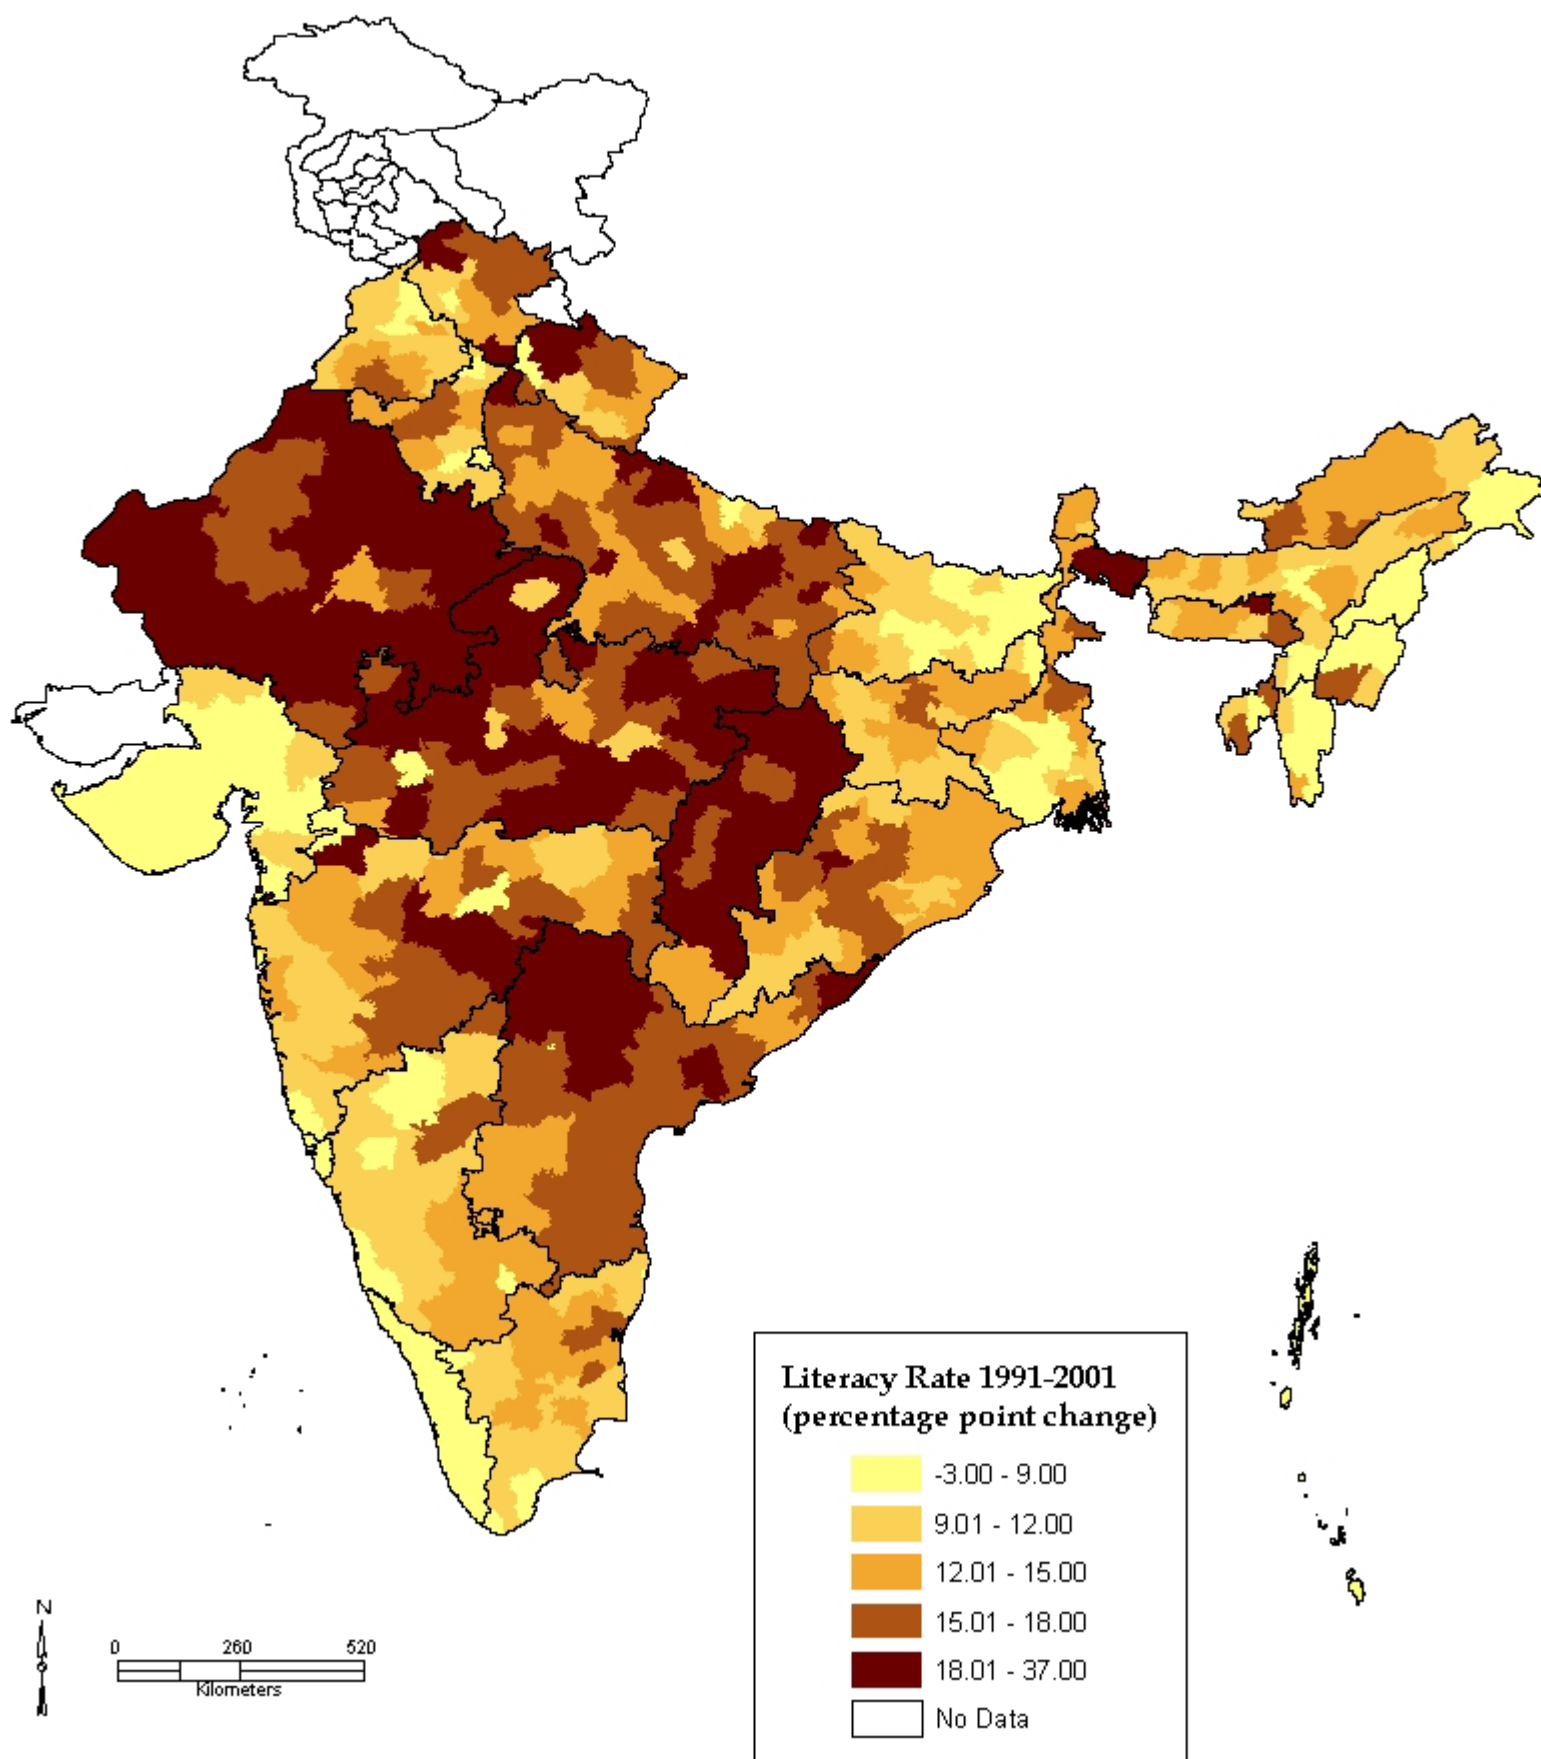 Literacy Rate 1991-2001
(percentage point change)
-3.00 - 9.00
9.01 - 12.00
12.01 - 15.00
15.01 - 18.00
18.01 - 37.00
No Data
N
0 260 520
Kilometers